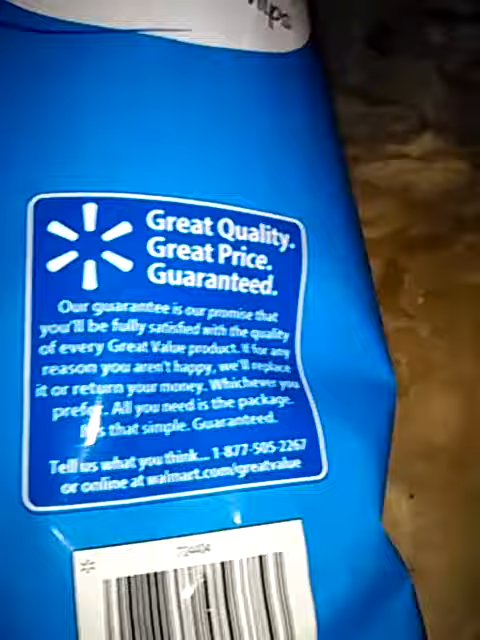 Great Quality.
Great Price.
Guaranteed.
Our guarantee is our promise that
you'll be fully satisfied with the quality
of every Great Value product. If for any
reason you aren't happy, we'll replace
it or return your money. Whichever you
prefer. All you need is the package.
It's that simple. Guaranteed.
Tell us what you think... 1-877-505-2267
or online at walmart.com/greatvalue